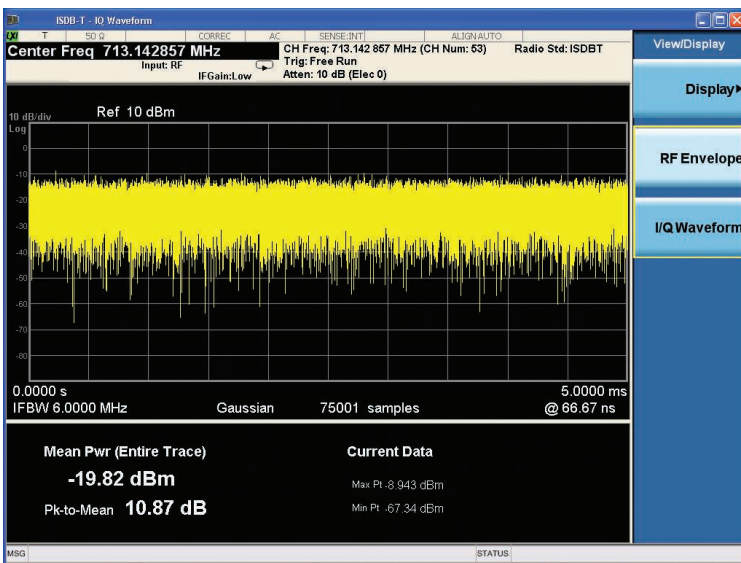 ISDB-T - IQ Waveform
LXI T 50 Ω CORREC AC SENSE:INT ALIGN AUTO
Center Freq 713.142857 MHz
Input: RF
IFGain:Low
CH Freq: 713.142 857 MHz (CH Num: 53)
Trig: Free Run
Atten: 10 dB (Elec 0)
Radio Std: ISDBT
10 dB/div
Ref 10 dBm
Log
0
-10
-20
-30
-40
-50
-60
-70
-80
0.0000 s
5.0000 ms
IFBW 6.0000 MHz
Gaussian
75001 samples
@ 66.67 ns
Mean Pwr (Entire Trace)
-19.82 dBm
Pk-to-Mean 10.87 dB
Current Data
Max Pt -8.943 dBm
Min Pt -67.34 dBm
MSG
STATUS
View/Display
Display
RF Envelope
I/Q Waveform